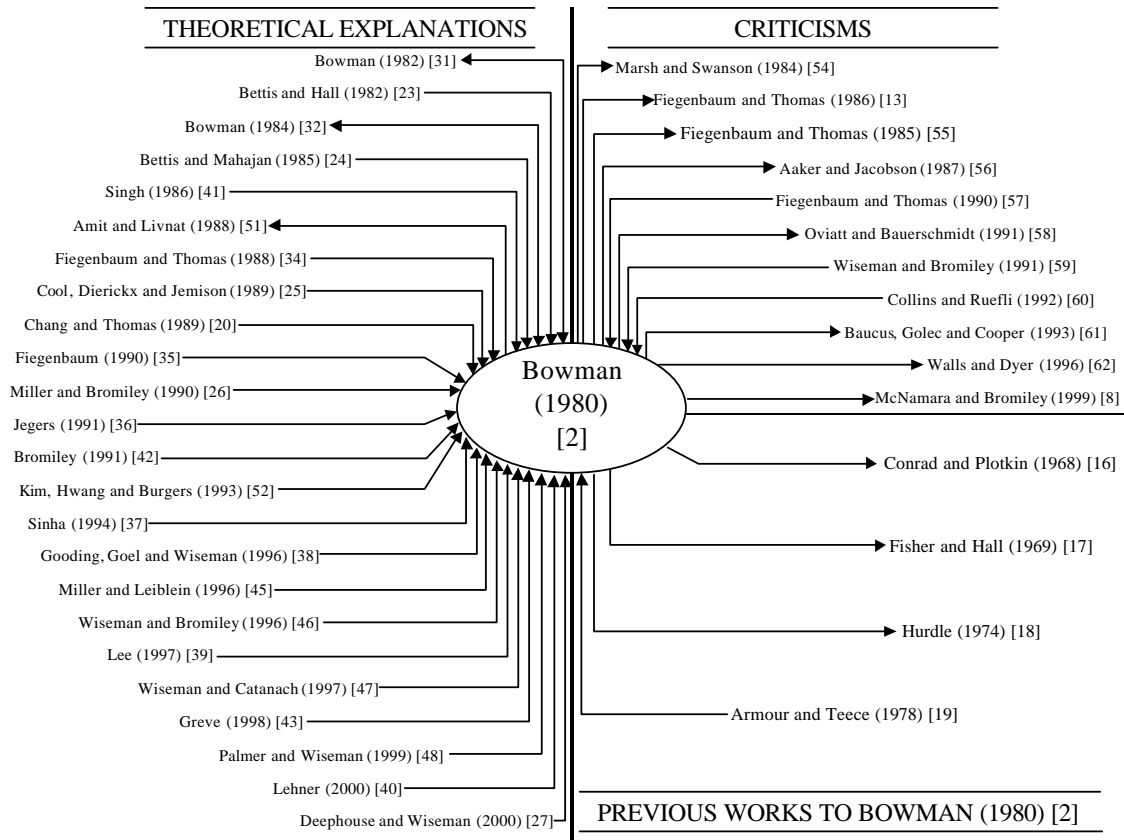 THEORETICAL EXPLANATIONS
Bowman (1982) [31]
Bettis and Hall (1982) [23]
Bowman (1984) [32]
Bettis and Mahajan (1985) [24]
Singh (1986) [41]
Amit and Livnat (1988) [51]
Fiegenbaum and Thomas (1988) [34]
Cool, Dierickx and Jemison (1989) [25]
Chang and Thomas (1989) [20]
Fiegenbaum (1990) [35]
Miller and Bromiley (1990) [26]
Jegers (1991) [36]
Bromiley (1991) [42]
Kim, Hwang and Burgers (1993) [52]
Sinha (1994) [37]
Gooding, Goel and Wiseman (1996) [38]
Miller and Leiblein (1996) [45]
Wiseman and Bromiley (1996) [46]
Lee (1997) [39]
Wiseman and Catanach (1997) [47]
Greve (1998) [43]
Palmer and Wiseman (1999) [48]
Lehner (2000) [40]
Deephouse and Wiseman (2000) [27]
Bowman
(1980)
[2]
CRITICISMS
Marsh and Swanson (1984) [54]
Fiegenbaum and Thomas (1986) [13]
Fiegenbaum and Thomas (1985) [55]
Aaker and Jacobson (1987) [56]
Fiegenbaum and Thomas (1990) [57]
Oviatt and Bauerschmidt (1991) [58]
Wiseman and Bromiley (1991) [59]
Collins and Ruefli (1992) [60]
Baucus, Golec and Cooper (1993) [61]
Walls and Dyer (1996) [62]
McNamara and Bromiley (1999) [8]
Conrad and Plotkin (1968) [16]
Fisher and Hall (1969) [17]
Hurdle (1974) [18]
Armour and Teece (1978) [19]
PREVIOUS WORKS TO BOWMAN (1980) [2]